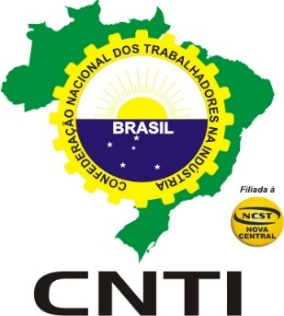 CONFEDERAÇÃO NACIONAL DOS TRABALHADORES NA INDÚSTRIA
BRASIL
Filiada à
NCST
NOVA
CENTRAL
CNTI